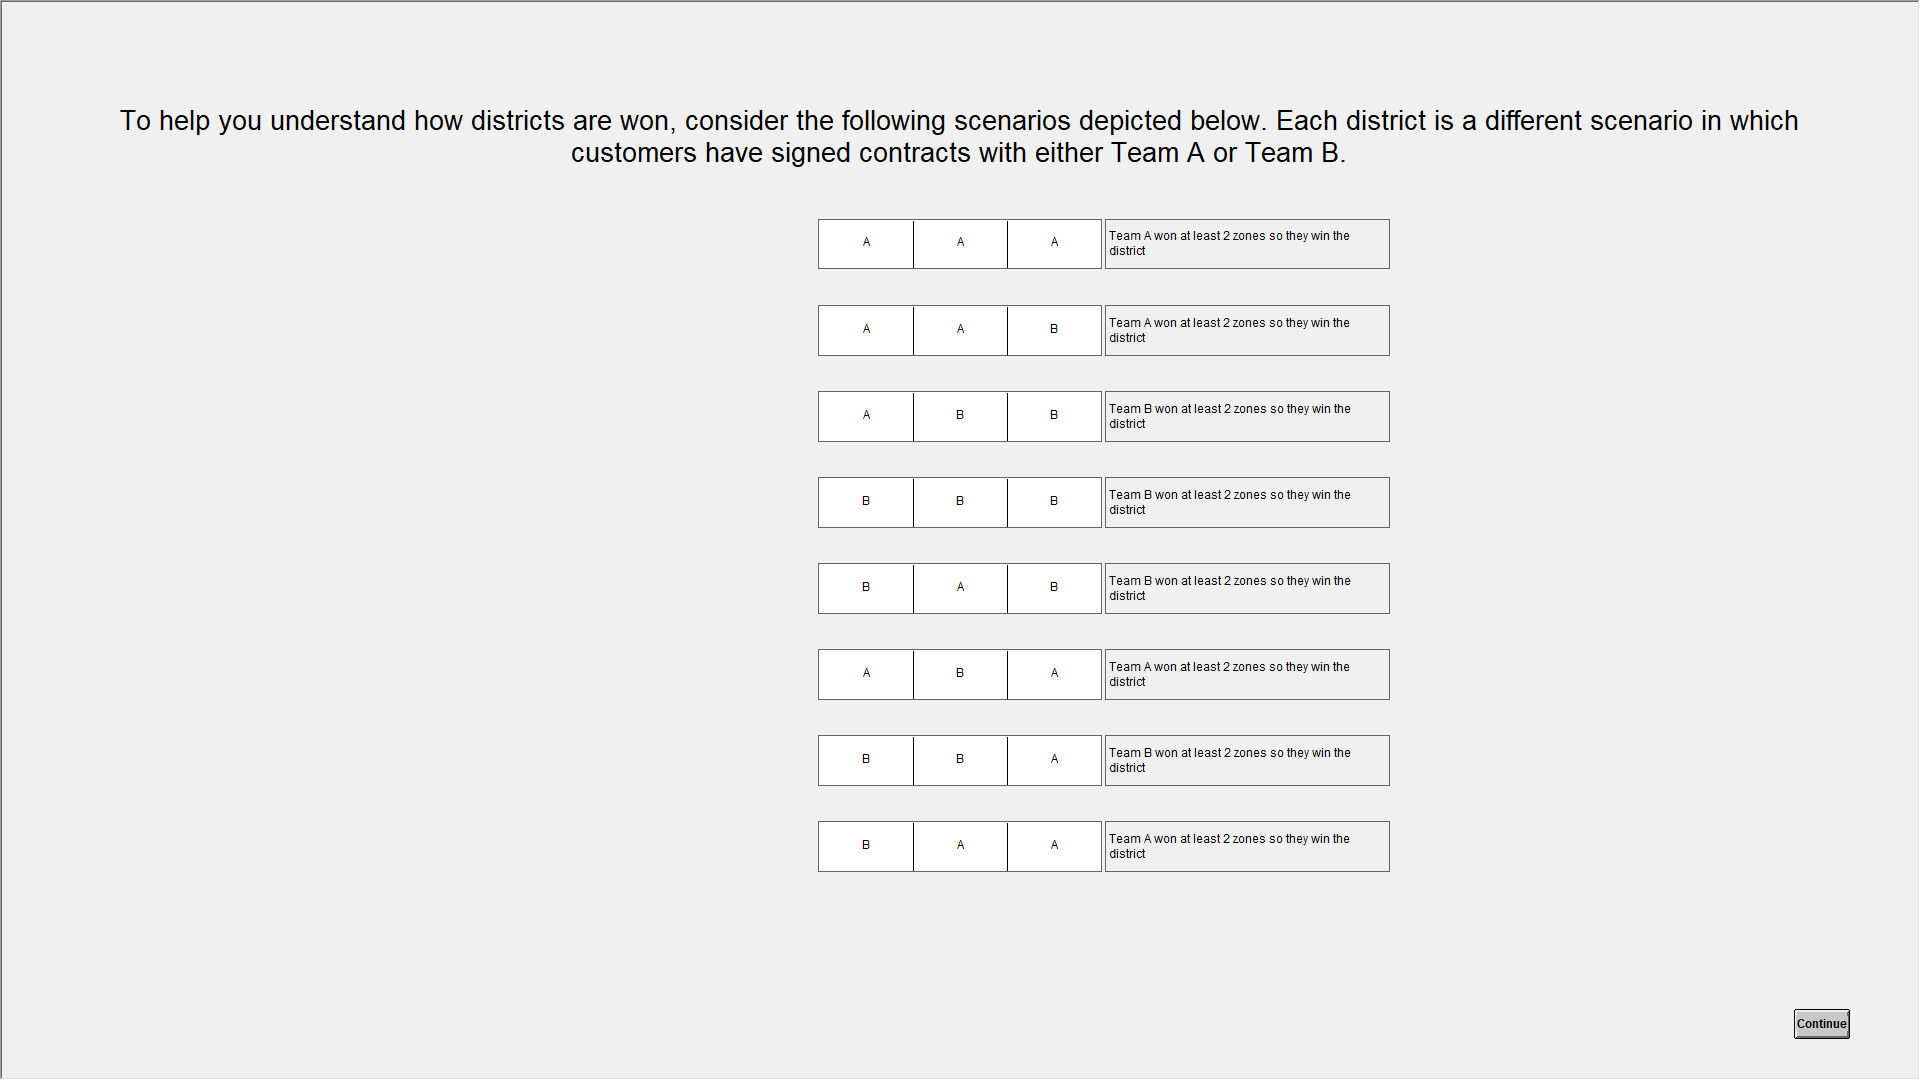 To help you understand how districts are won, consider the following scenarios depicted below. Each district is a different scenario in which
customers have signed contracts with either Team A or Team B.
A A A Team A won at least 2 zones so they win the
district
A A B Team A won at least 2 zones so they win the
district
A B B Team B won at least 2 zones so they win the
district
B B B Team B won at least 2 zones so they win the
district
B A B Team B won at least 2 zones so they win the
district
A B A Team A won at least 2 zones so they win the
district
B B A Team B won at least 2 zones so they win the
district
B A A Team A won at least 2 zones so they win the
district
Continue